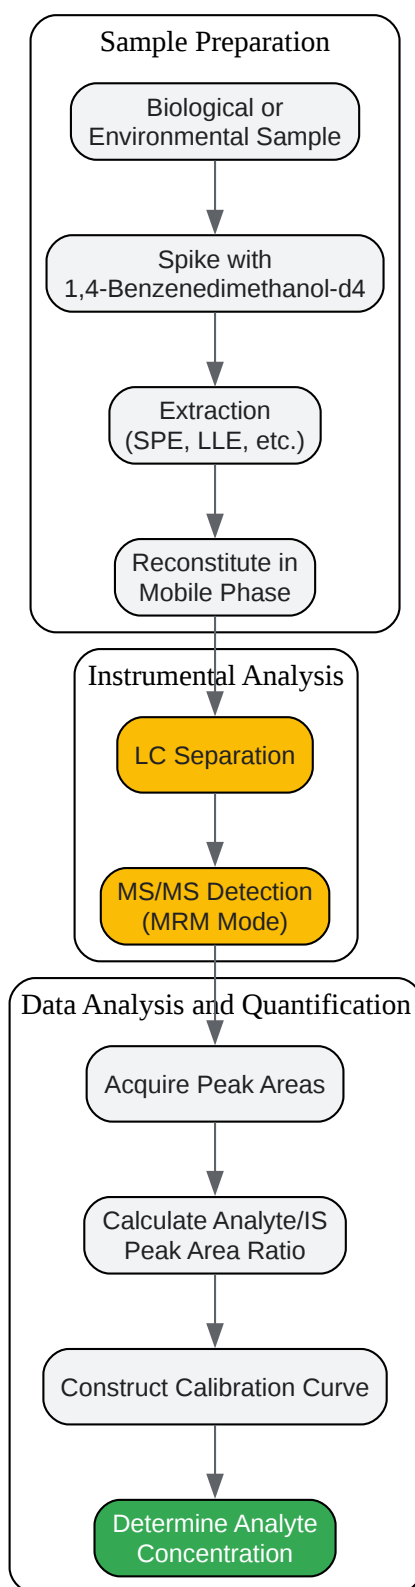 Sample Preparation
Biological or
Environmental Sample
Spike with
1,4-Benzenedimethanol-d4
Extraction
(SPE, LLE, etc.)
Reconstitute in
Mobile Phase
Instrumental Analysis
LC Separation
MS/MS Detection
(MRM Mode)
Data Analysis and Quantification
Acquire Peak Areas
Calculate Analyte/IS
Peak Area Ratio
Construct Calibration Curve
Determine Analyte
Concentration